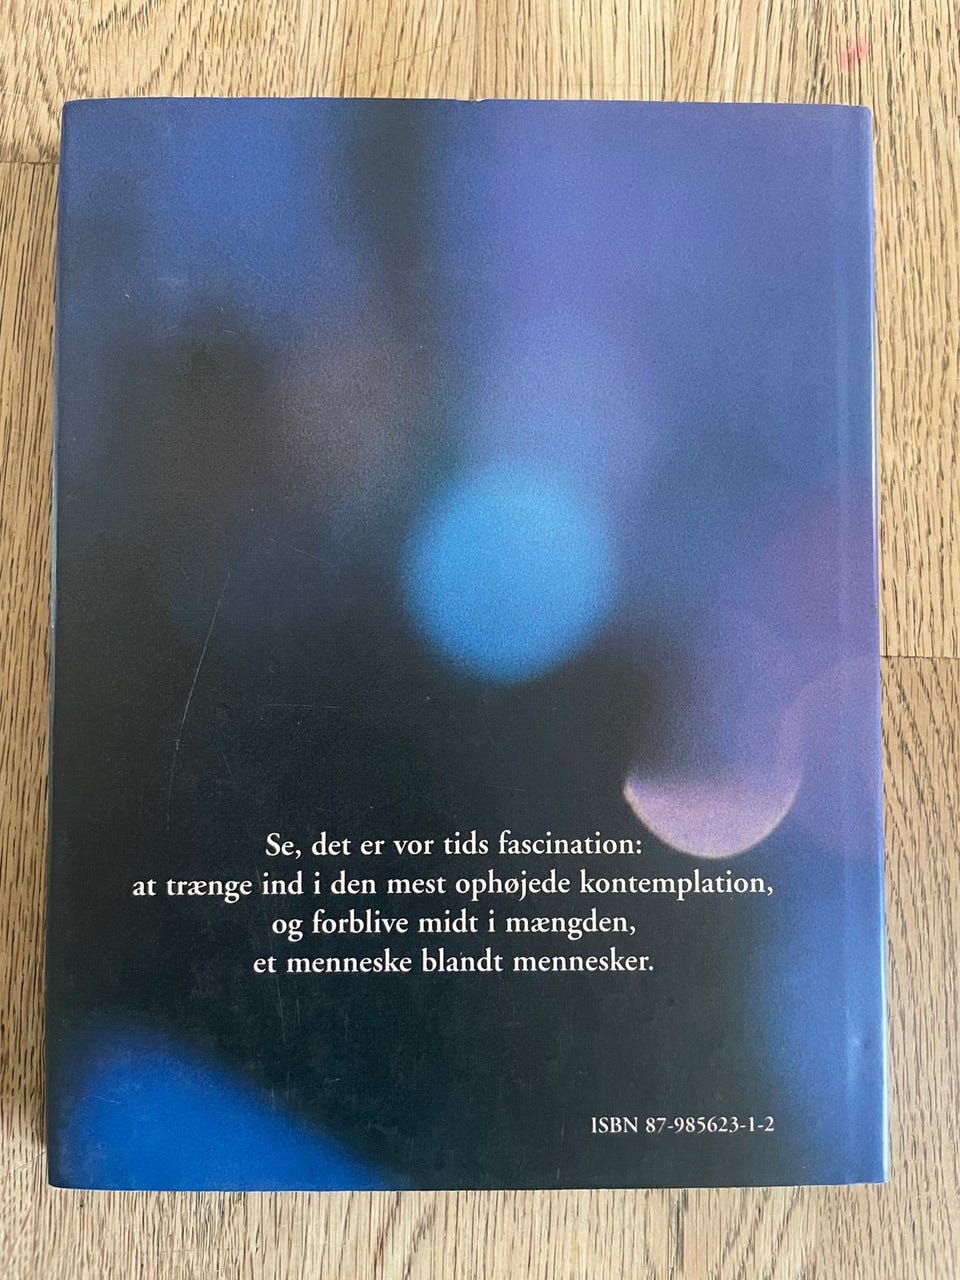 Se, det er vor tids fascination:
at trænge ind i den mest ophøjede kontemplation,
og forblive midt i mængden,
et menneske blandt mennesker.
ISBN 87-985623-1-2